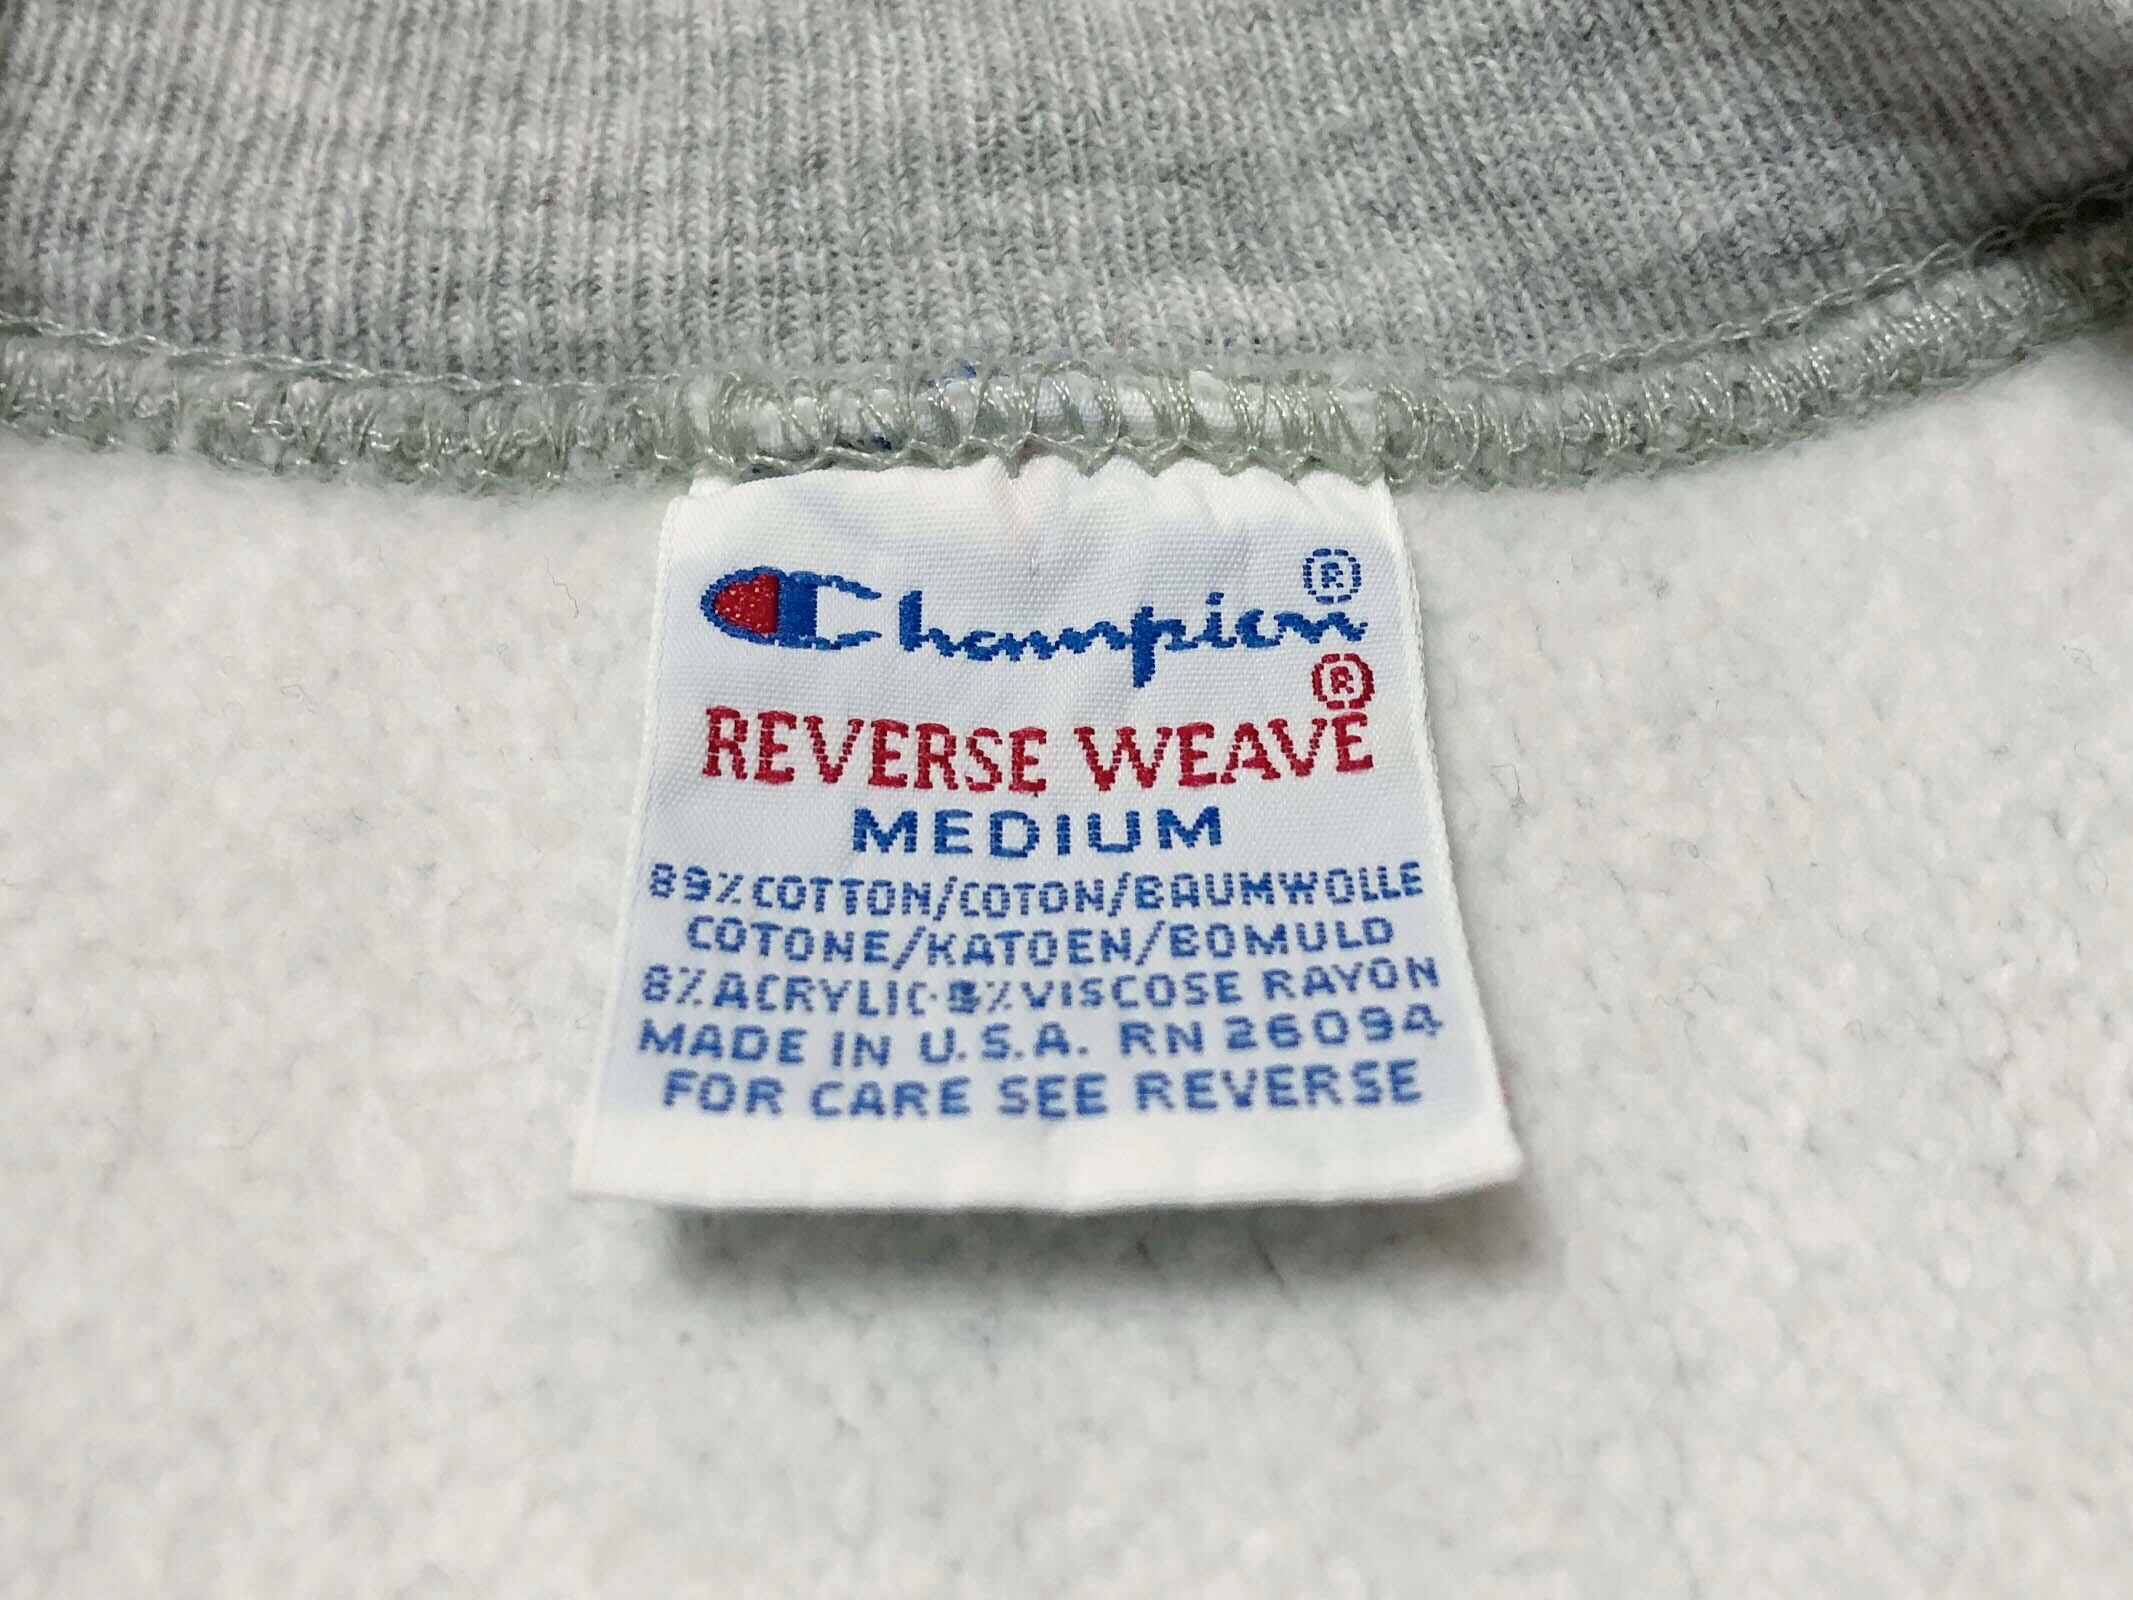 Champion®
REVERSE WEAVE®
MEDIUM
89% COTTON/COTON/BAUMWOLLE
COTONE/KATOEN/BOMULD
8% ACRYLIC· VISCOSE RAYON
MADE IN U.S.A. RN 26094
FOR CARE SEE REVERSE